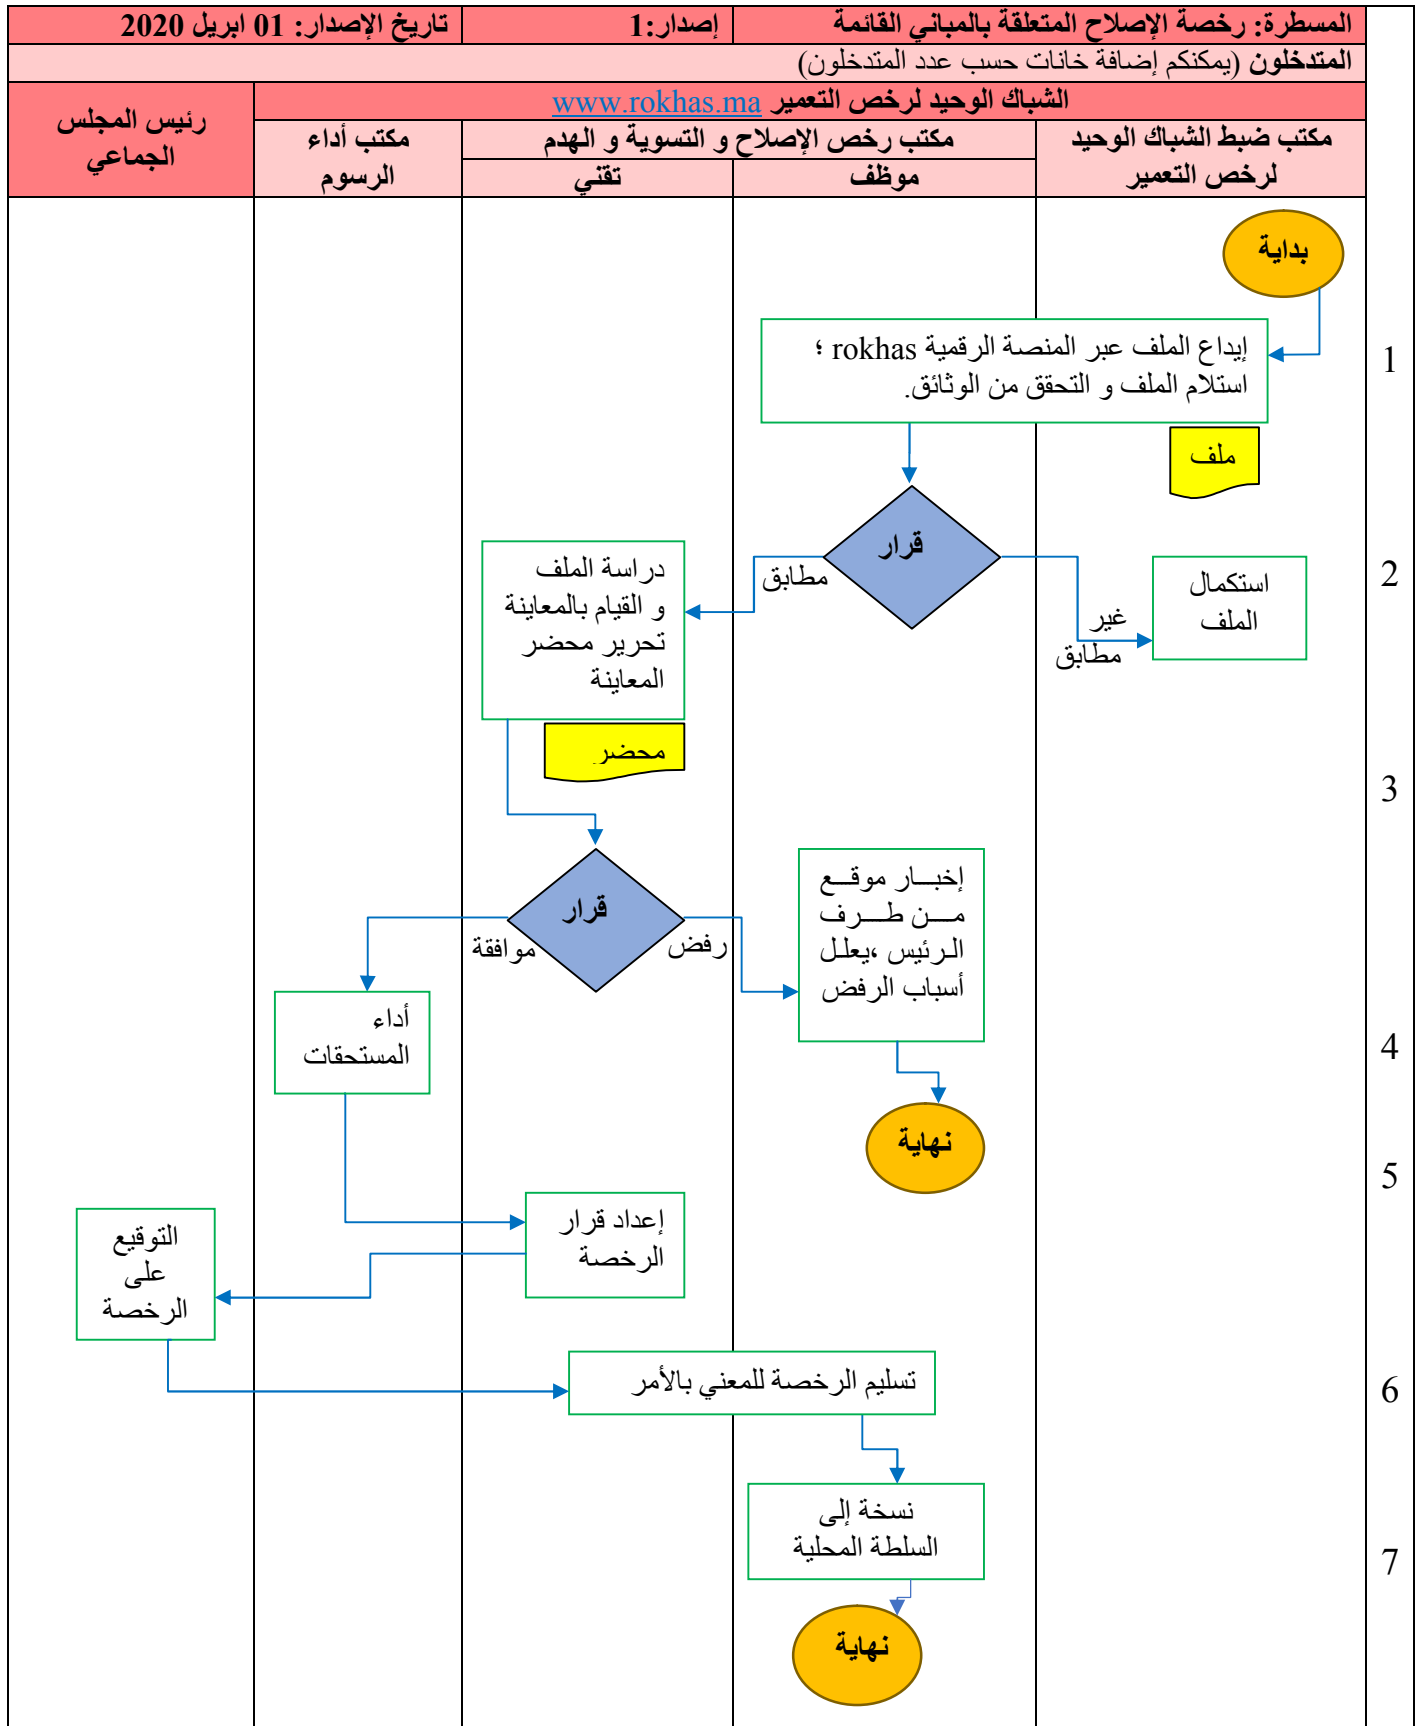 المسطرة: رخصة الإصلاح المتعلقة بالمباني القائمة
إصدار:1
تاريخ الإصدار: 01 ابريل 2020
المتدخلون (يمكنكم إضافة خانات حسب عدد المتدخلون)
الشباك الوحيد لرخص التعمير www.rokhas.ma
رئيس المجلس
الجماعي
مكتب ضبط الشباك الوحيد
لرخص التعمير
مكتب رخص الإصلاح و التسوية و الهدم
موظف
تقني
مكتب أداء
الرسوم
بداية
1
إيداع الملف عبر المنصة الرقمية rokhas ؛
استلام الملف و التحقق من الوثائق.
ملف
2
قرار
مطابق
غير
مطابق
استكمال
الملف
دراسة الملف
و القيام بالمعاينة
تحرير محضر
المعاينة
محضر
3
قرار
موافقة
رفض
إخبـــار موقـــع
مـــن طـــرف
الرئيس ،يعلل
أسباب الرفض
أداء
المستحقات
4
نهاية
5
إعداد قرار
الرخصة
التوقيع
على
الرخصة
6
تسليم الرخصة للمعني بالأمر
نسخة إلى
السلطة المحلية
7
نهاية